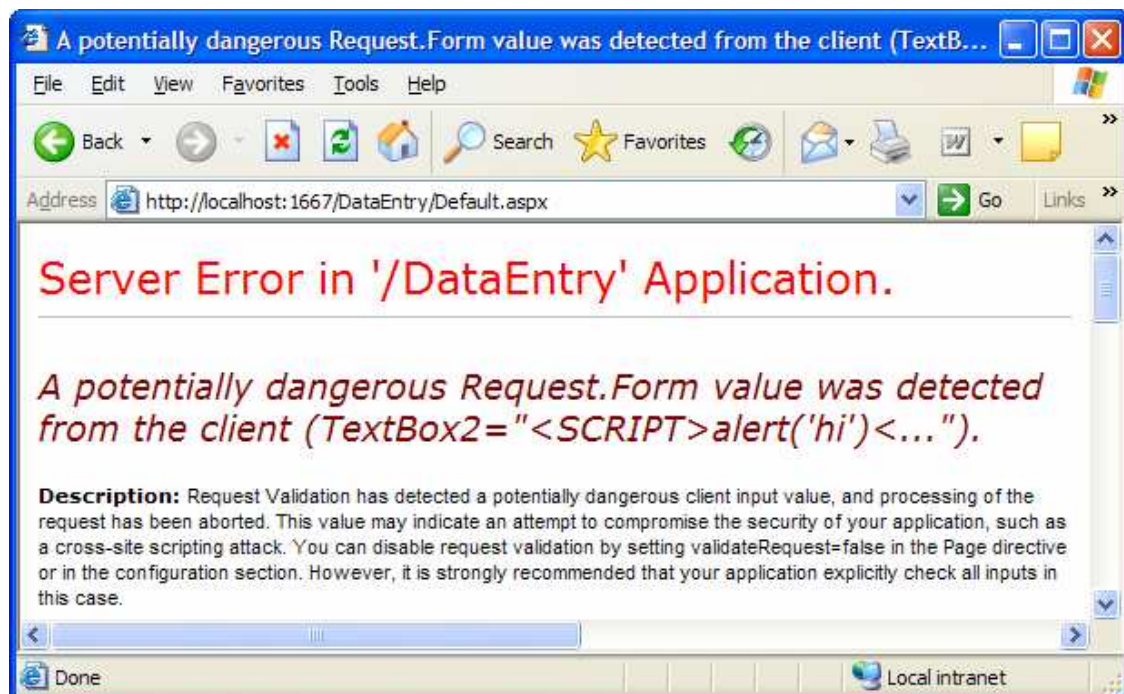 A potentially dangerous Request.Form value was detected from the client (TextB...
File Edit View Favorites Tools Help
Back Search Favorites
Address http://localhost:1667/DataEntry/Default.aspx Go Links
Server Error in '/DataEntry' Application.
A potentially dangerous Request.Form value was detected
from the client (TextBox2="<SCRIPT>alert('hi')<...").
Description: Request Validation has detected a potentially dangerous client input value, and processing of the
request has been aborted. This value may indicate an attempt to compromise the security of your application, such as
a cross-site scripting attack. You can disable request validation by setting validateRequest=false in the Page directive
or in the configuration section. However, it is strongly recommended that your application explicitly check all inputs in
this case.
Done Local intranet